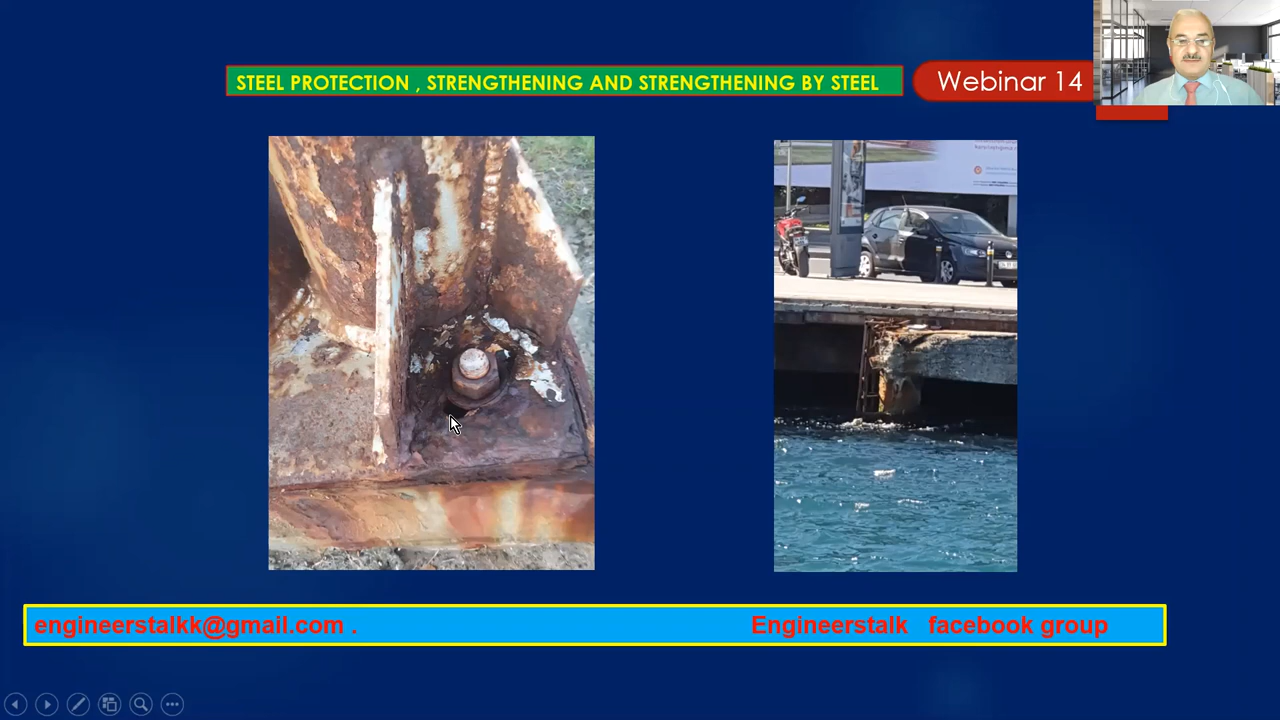 STEEL PROTECTION , STRENGTHENING AND STRENGTHENING BY STEEL
Webinar 14
engineerstalkk@gmail.com .
Engineerstalk facebook group